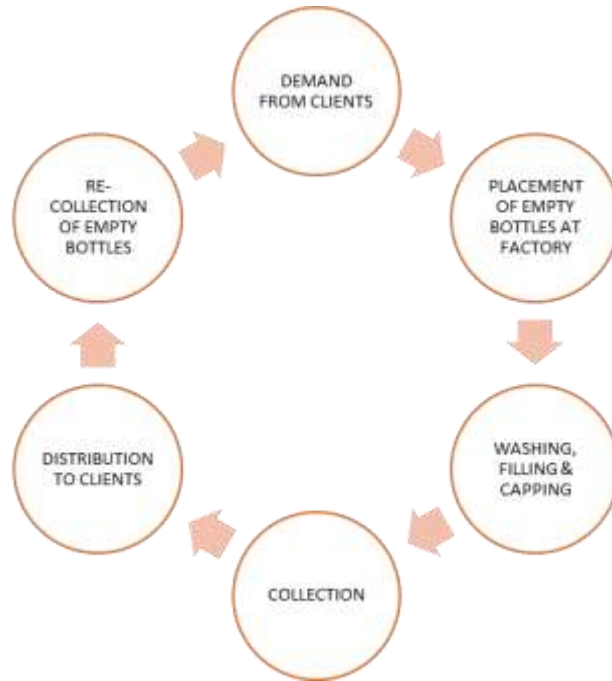 DEMAND
FROM CLIENTS
PLACEMENT
OF EMPTY
BOTTLES AT
FACTORY
WASHING,
FILLING &
CAPPING
COLLECTION
DISTRIBUTION
TO CLIENTS
RE-
COLLECTION
OF EMPTY
BOTTLES